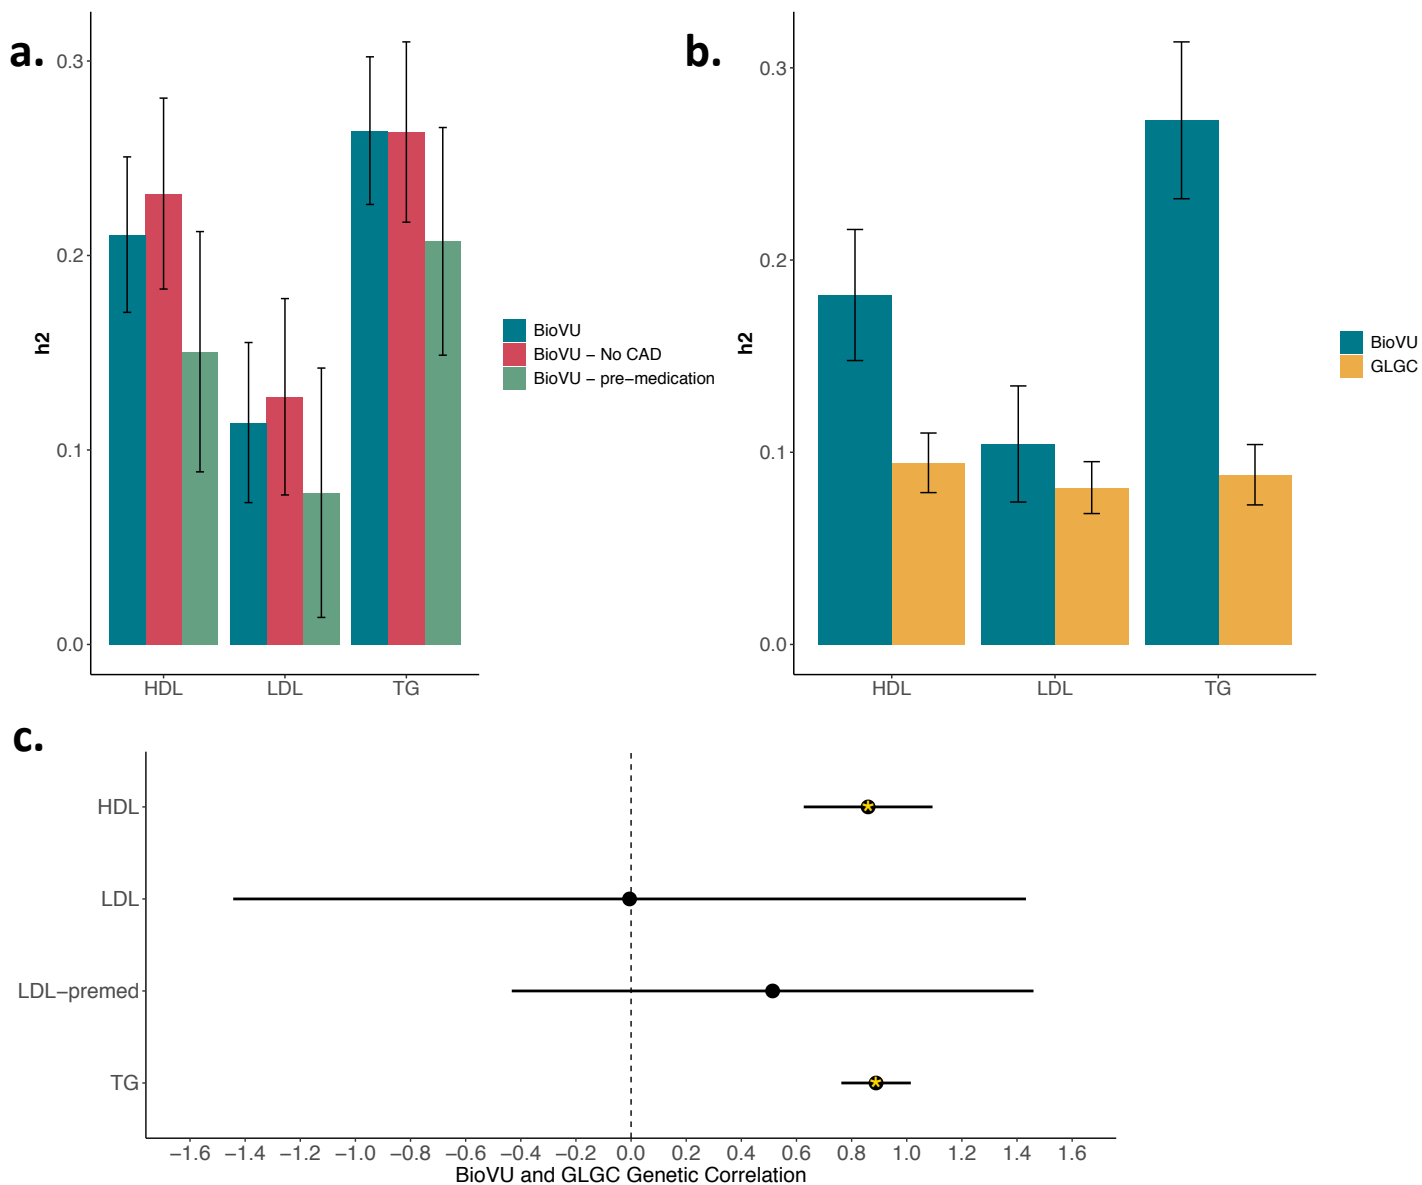 a.
0.3
0.2
0.1
0.0
h2
HDL LDL TG
BioVU
BioVU − No CAD
BioVU − pre−medication
b.
0.3
0.2
0.1
0.0
h2
HDL LDL TG
BioVU
GLGC
c.
HDL
LDL
LDL−premed
TG
−1.6 −1.4 −1.2 −1.0 −0.8 −0.6 −0.4 −0.2 0.0 0.2 0.4 0.6 0.8 1.0 1.2 1.4 1.6
BioVU and GLGC Genetic Correlation